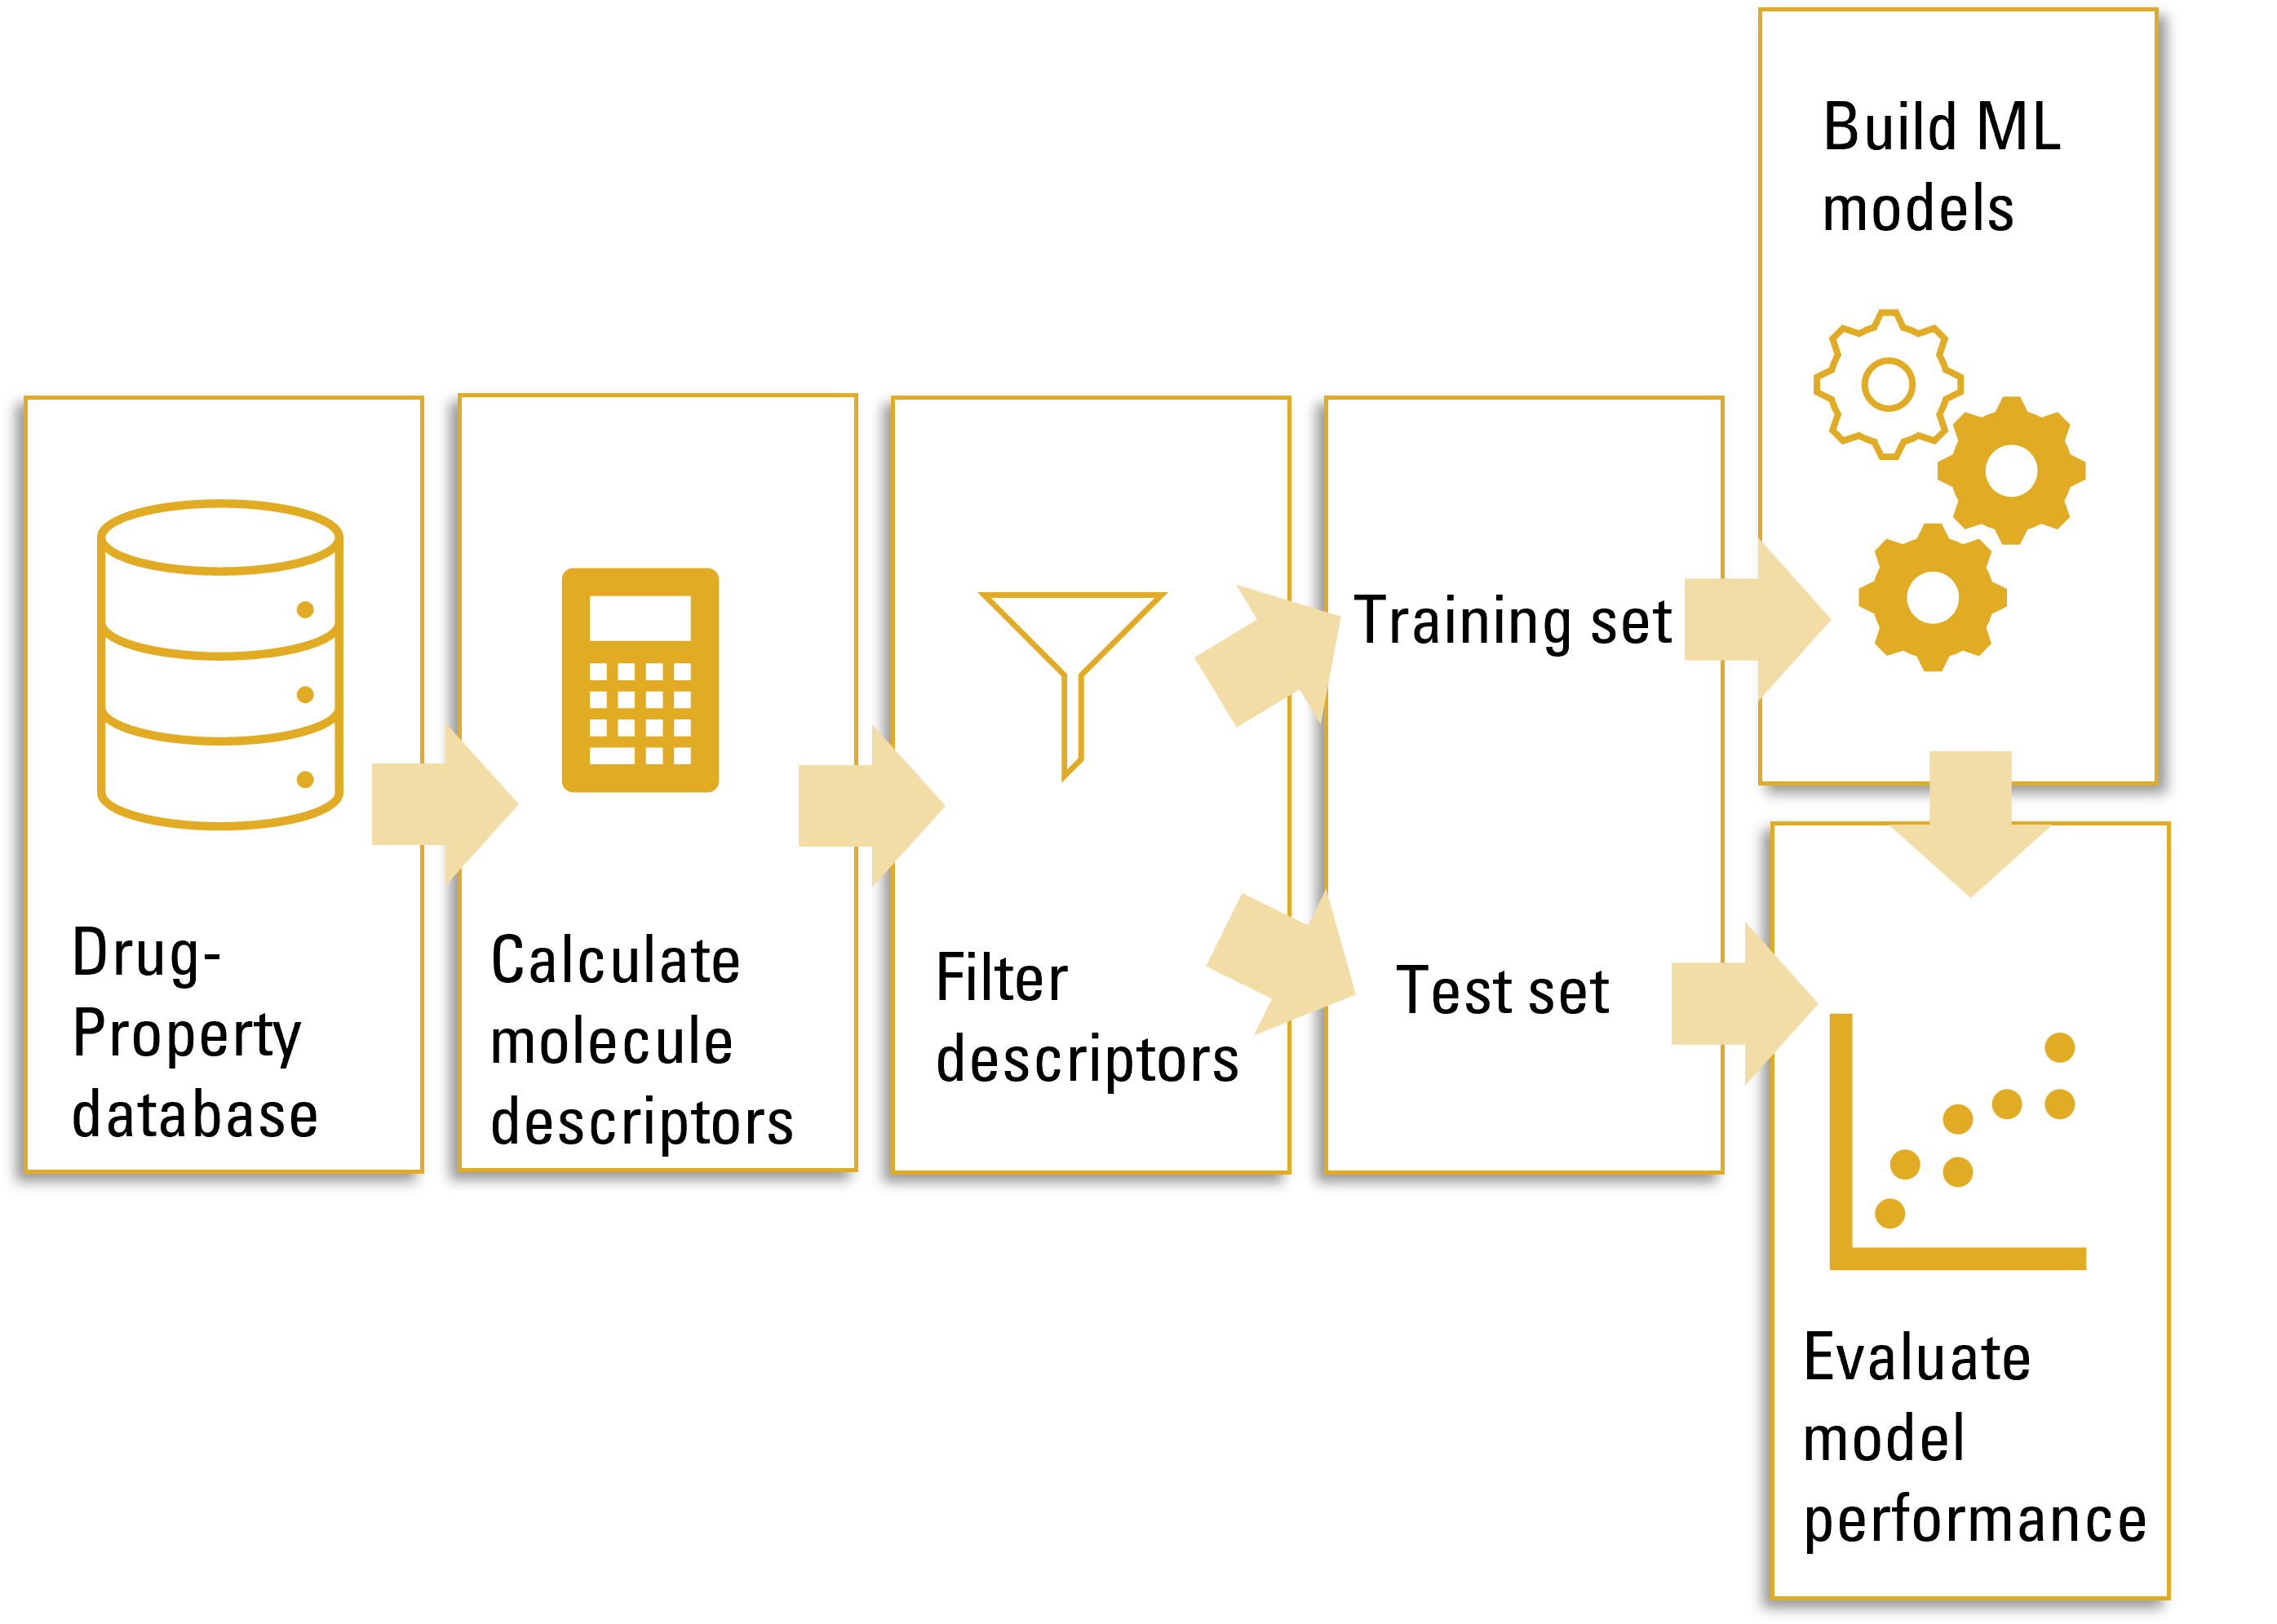 Drug-
Property
database
Calculate
molecule
descriptors
Filter
descriptors
Training set
Test set
Build ML
models
Evaluate
model
performance